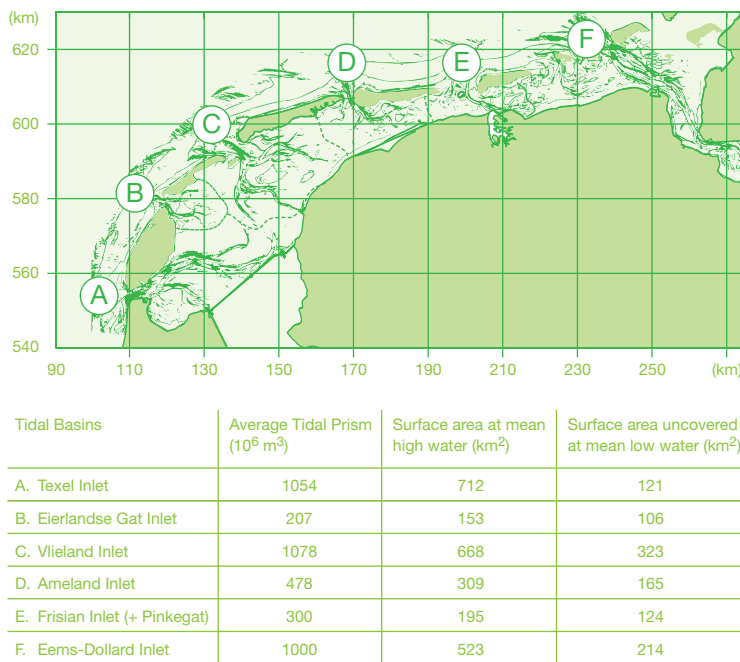 (km)
620
600
580
560
540
A
B
C
D
E
F
90 110 130 150 170 190 210 230 250 (km)
Tidal Basins Average Tidal Prism (10⁶ m³) Surface area at mean high water (km²) Surface area uncovered at mean low water (km²)
A. Texel Inlet 1054 712 121
B. Eierlandse Gat Inlet 207 153 106
C. Vlieland Inlet 1078 668 323
D. Ameland Inlet 478 309 165
E. Frisian Inlet (+ Pinkegat) 300 195 124
F. Eems-Dollard Inlet 1000 523 214